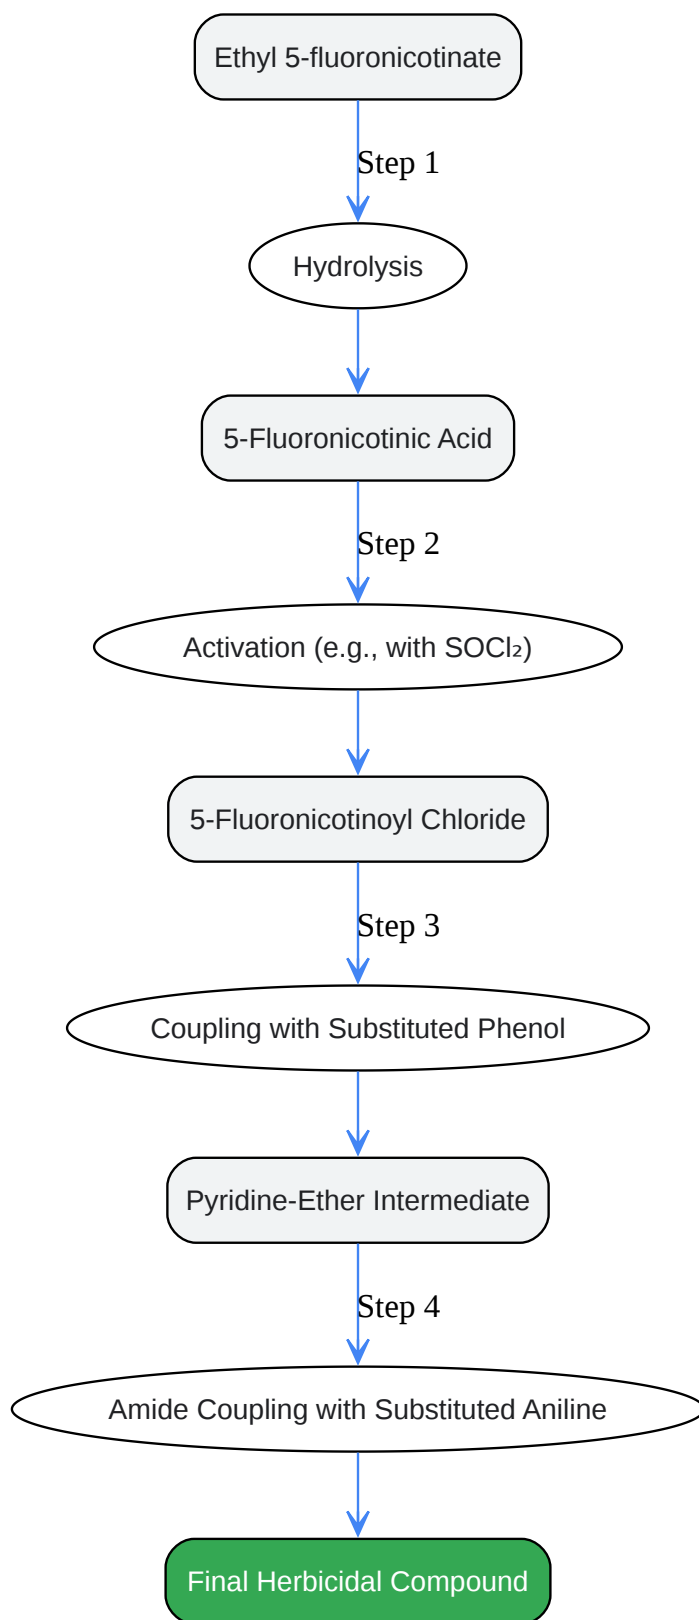 Ethyl 5-fluoronicotinate
Step 1
Hydrolysis
5-Fluoronicotinic Acid
Step 2
Activation (e.g., with SOCl₂)
5-Fluoronicotinoyl Chloride
Step 3
Coupling with Substituted Phenol
Pyridine-Ether Intermediate
Step 4
Amide Coupling with Substituted Aniline
Final Herbicidal Compound